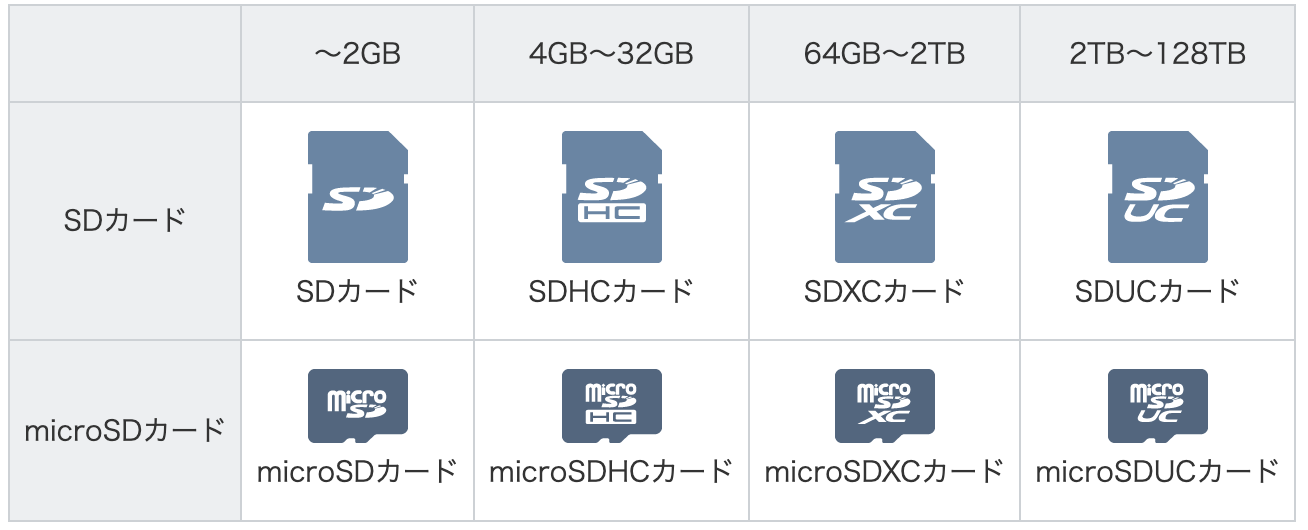 ～2GB
4GB～32GB
64GB～2TB
2TB～128TB
SDカード
SD
SDカード
SD
HC
SDHCカード
SD
XC
SDXCカード
SD
UC
SDUCカード
microSDカード
micro
SD
microSDカード
micro
SD
HC
microSDHCカード
micro
SD
XC
microSDXCカード
micro
SD
UC
microSDUCカード